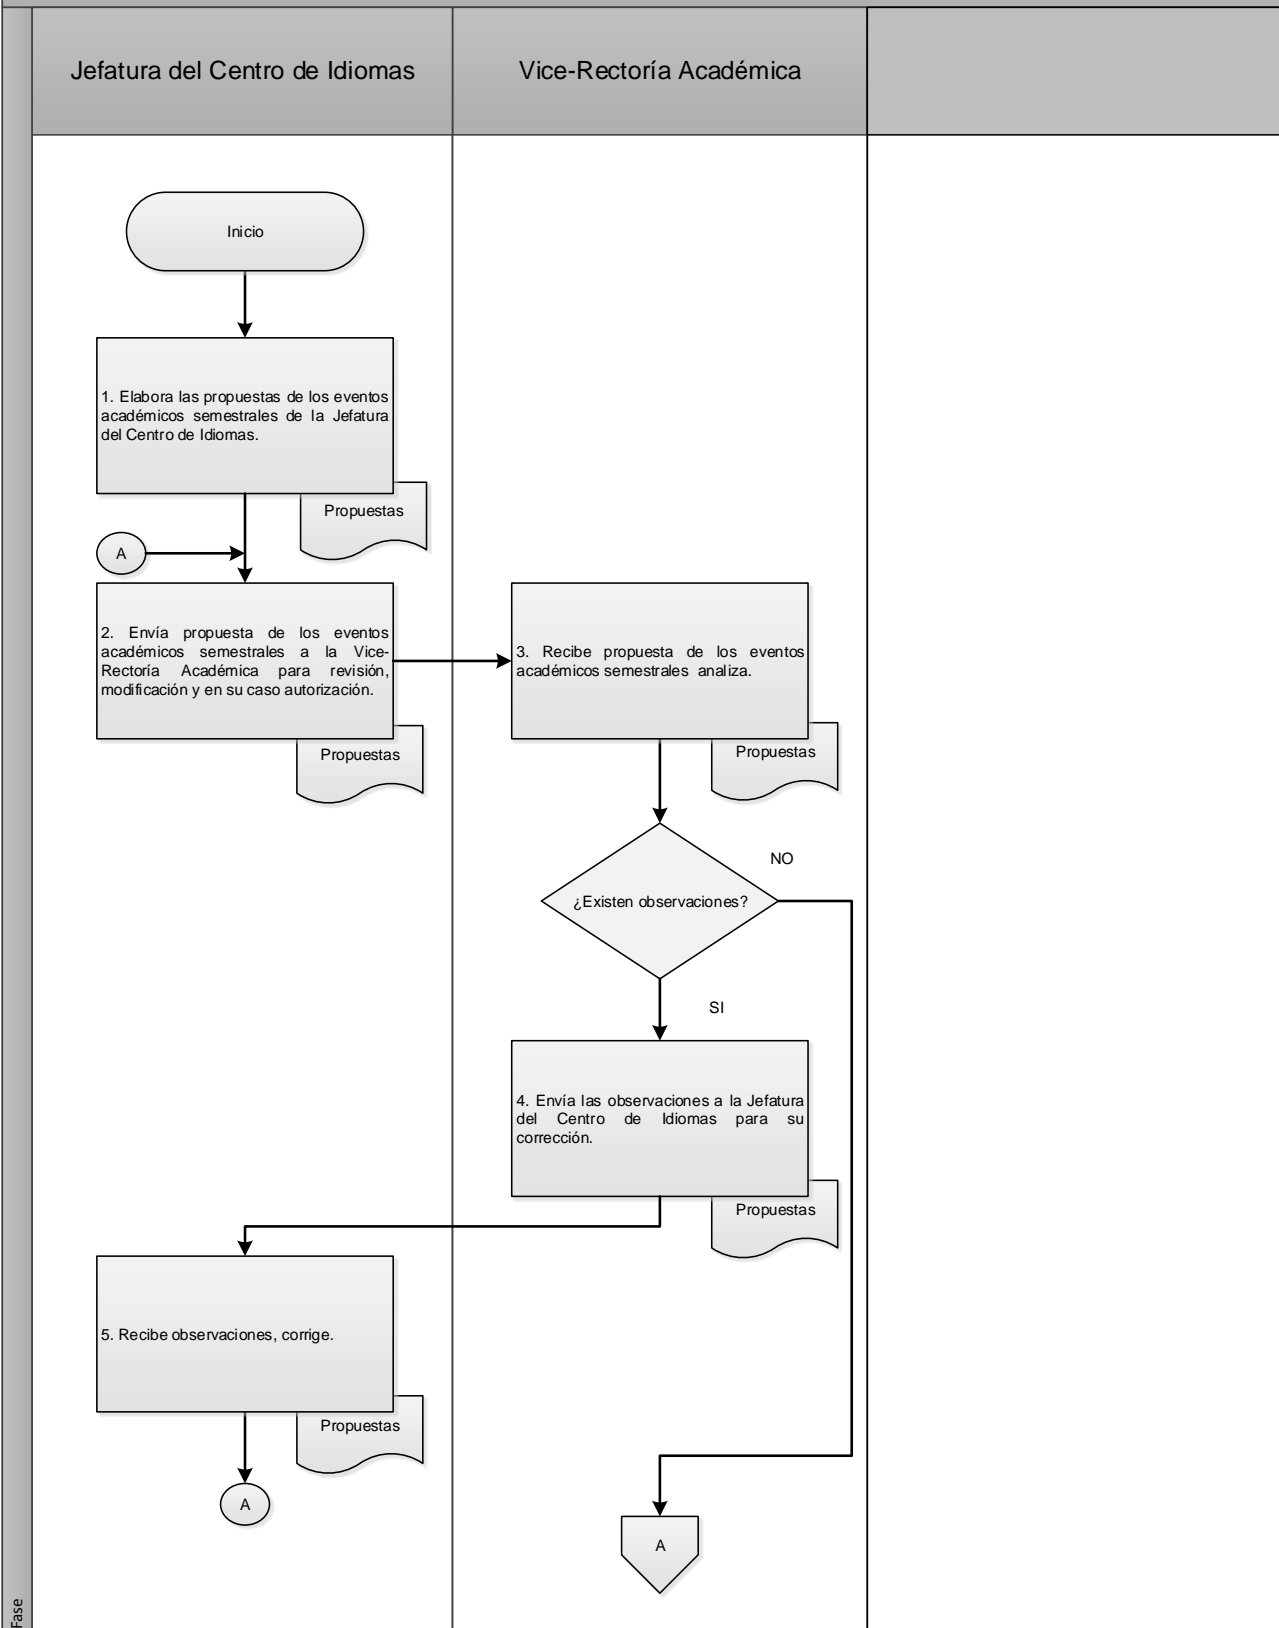 Jefatura del Centro de Idiomas
Vice-Rectoría Académica
Inicio
1. Elabora las propuestas de los eventos
académicos semestrales de la Jefatura
del Centro de Idiomas.
Propuestas
A
2. Envía propuesta de los eventos
académicos semestrales a la Vice-
Rectoría Académica para revisión,
modificación y en su caso autorización.
Propuestas
3. Recibe propuesta de los eventos
académicos semestrales analiza.
Propuestas
¿Existen observaciones?
NO
SI
4. Envía las observaciones a la Jefatura
del Centro de Idiomas para su
corrección.
Propuestas
5. Recibe observaciones, corrige.
Propuestas
A
A
Fase